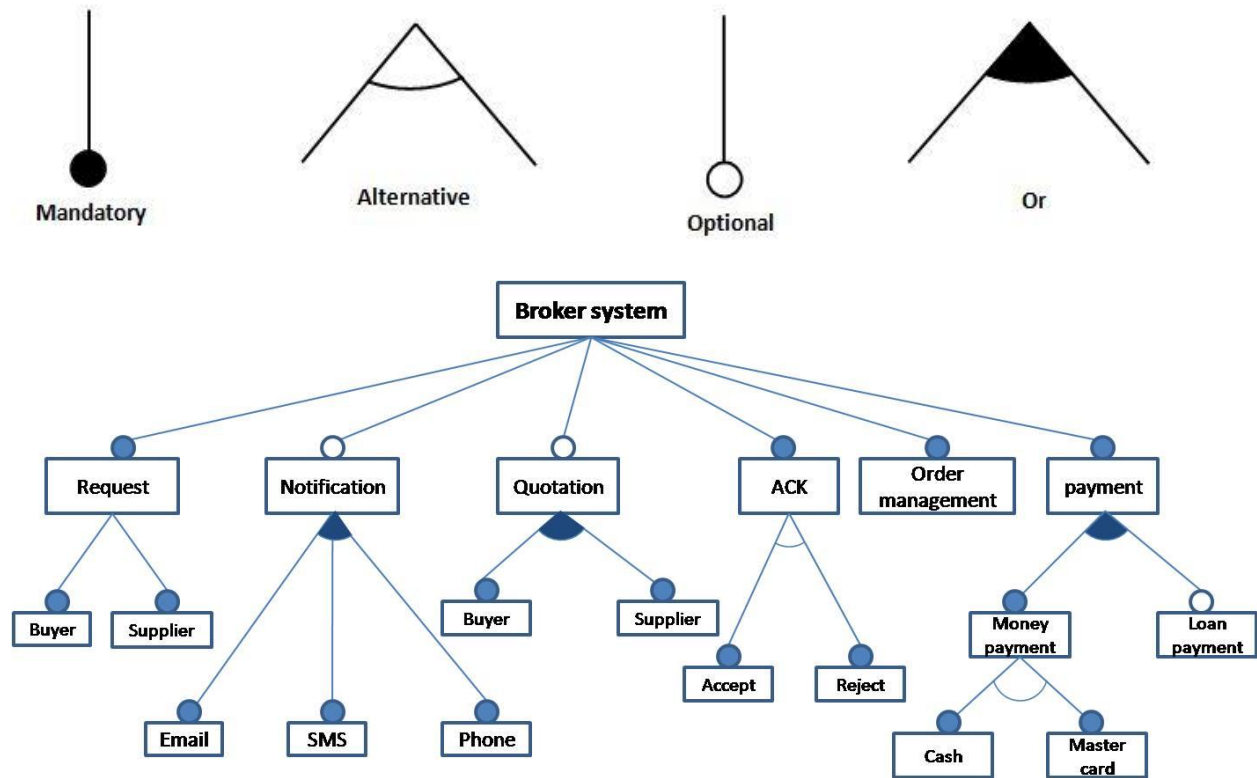 Mandatory
Alternative
Optional
Or
Broker system
Request
Notification
Quotation
ACK
Order
management
payment
Buyer
Supplier
Buyer
Supplier
Money
payment
Loan
payment
Accept
Reject
Email
SMS
Phone
Cash
Master
card